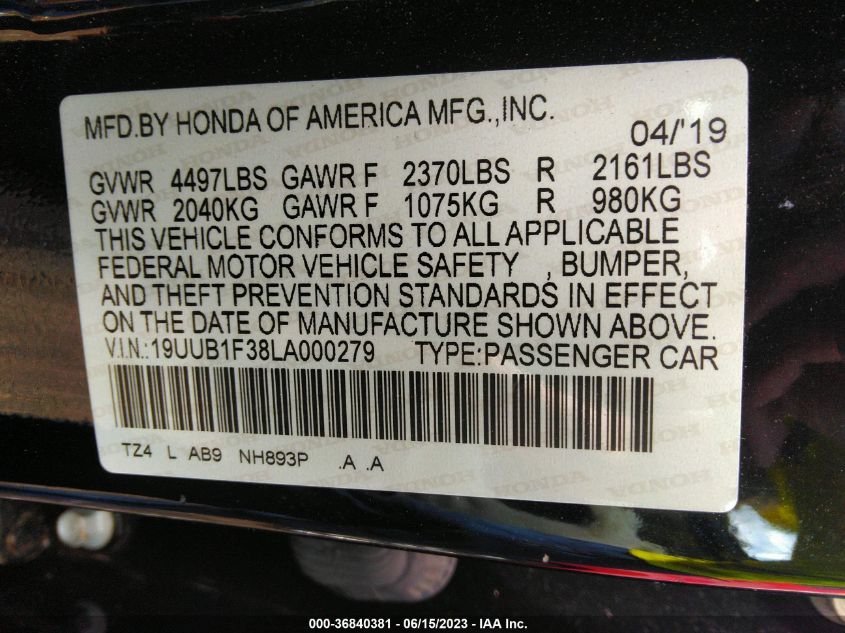 MFD.BY HONDA OF AMERICA MFG.,INC.
04/'19
GVWR 4497LBS GAWR F 2370LBS R 2161LBS
GVWR 2040KG GAWR F 1075KG R 980KG
THIS VEHICLE CONFORMS TO ALL APPLICABLE
FEDERAL MOTOR VEHICLE SAFETY , BUMPER,
AND THEFT PREVENTION STANDARDS IN EFFECT
ON THE DATE OF MANUFACTURE SHOWN ABOVE.
V.I.N.:19UUB1F38LA000279 TYPE:PASSENGER CAR
TZ4 L AB9 NH893P .A .A
000-36840381 - 06/15/2023 - IAA Inc.